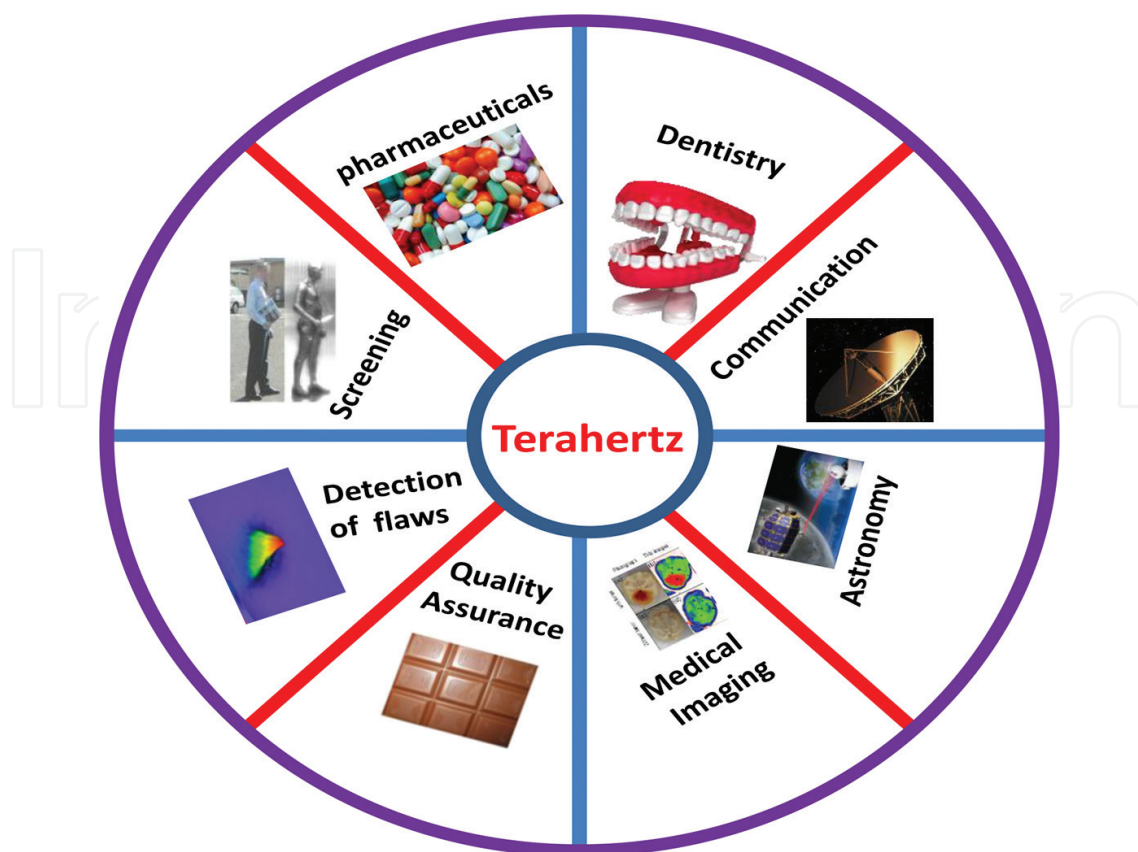 pharmaceuticals
Dentistry
Communication
Screening
Terahertz
Astronomy
Detection
of flaws
Quality
Assurance
Medical
Imaging